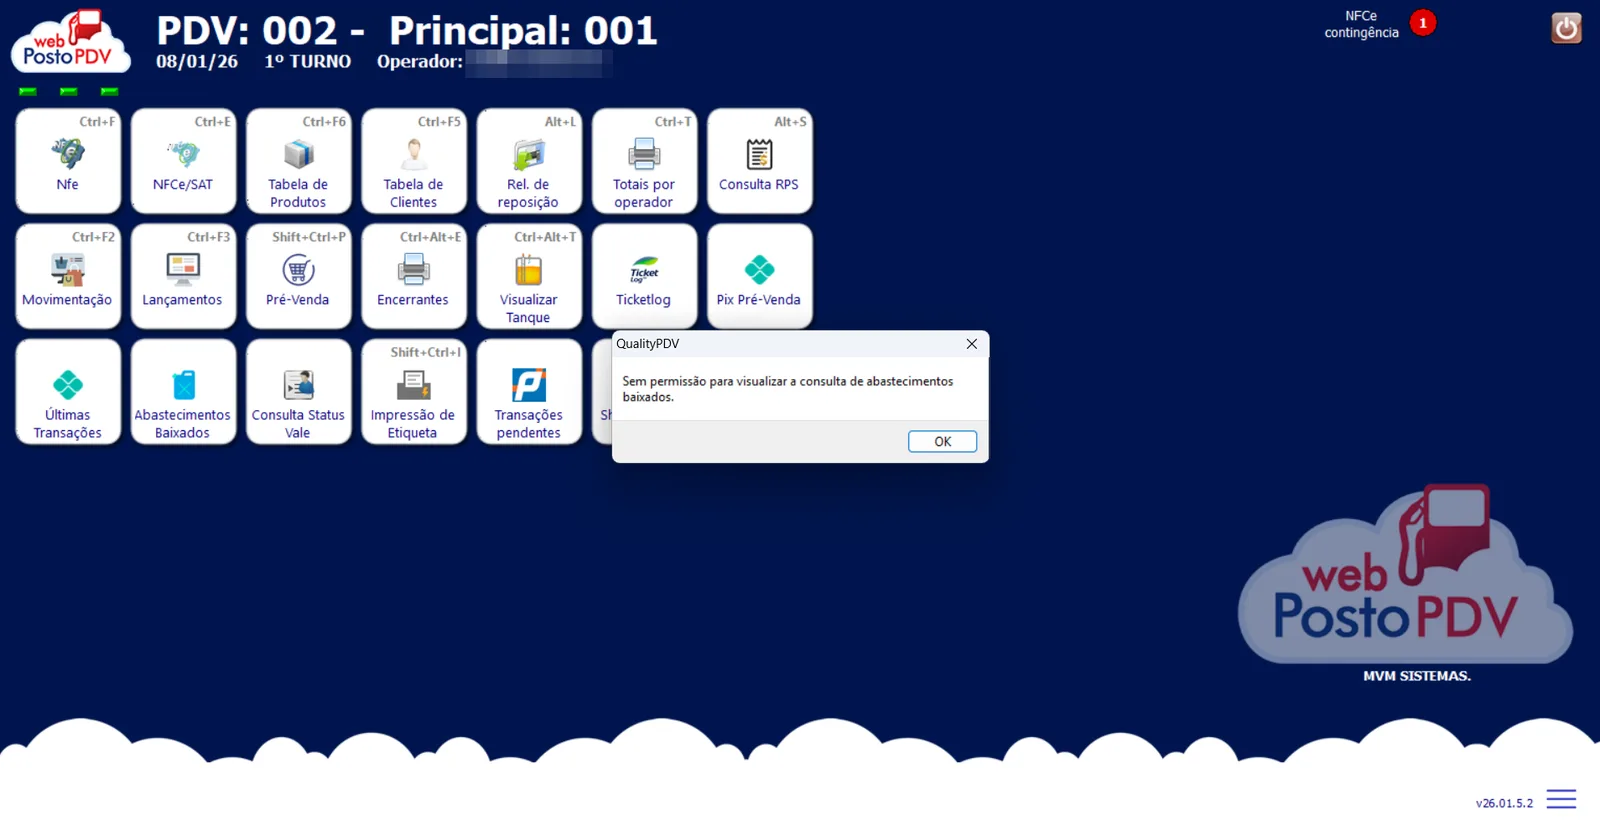 web
PostoPDV
PDV: 002 - Principal: 001
08/01/26 1º TURNO Operador:
NFCe
contingência
1
Ctrl+F
Nfe
Ctrl+E
NFCe/SAT
Ctrl+F6
Tabela de
Produtos
Ctrl+F5
Tabela de
Clientes
Alt+L
Rel. de
reposição
Ctrl+T
Totais por
operador
Alt+S
Consulta RPS
Ctrl+F2
Movimentação
Ctrl+F3
Lançamentos
Shift+Ctrl+P
Pré-Venda
Ctrl+Alt+E
Encerrantes
Ctrl+Alt+T
Visualizar
Tanque
Ticket
Log
Ticketlog
Pix Pré-Venda
Últimas
Transações
Abastecimentos
Baixados
Consulta Status
Vale
Shift+Ctrl+I
Impressão de
Etiqueta
Transações
pendentes
QualityPDV
Sem permissão para visualizar a consulta de abastecimentos
baixados.
OK
web
PostoPDV
MVM SISTEMAS.
v26.01.5.2